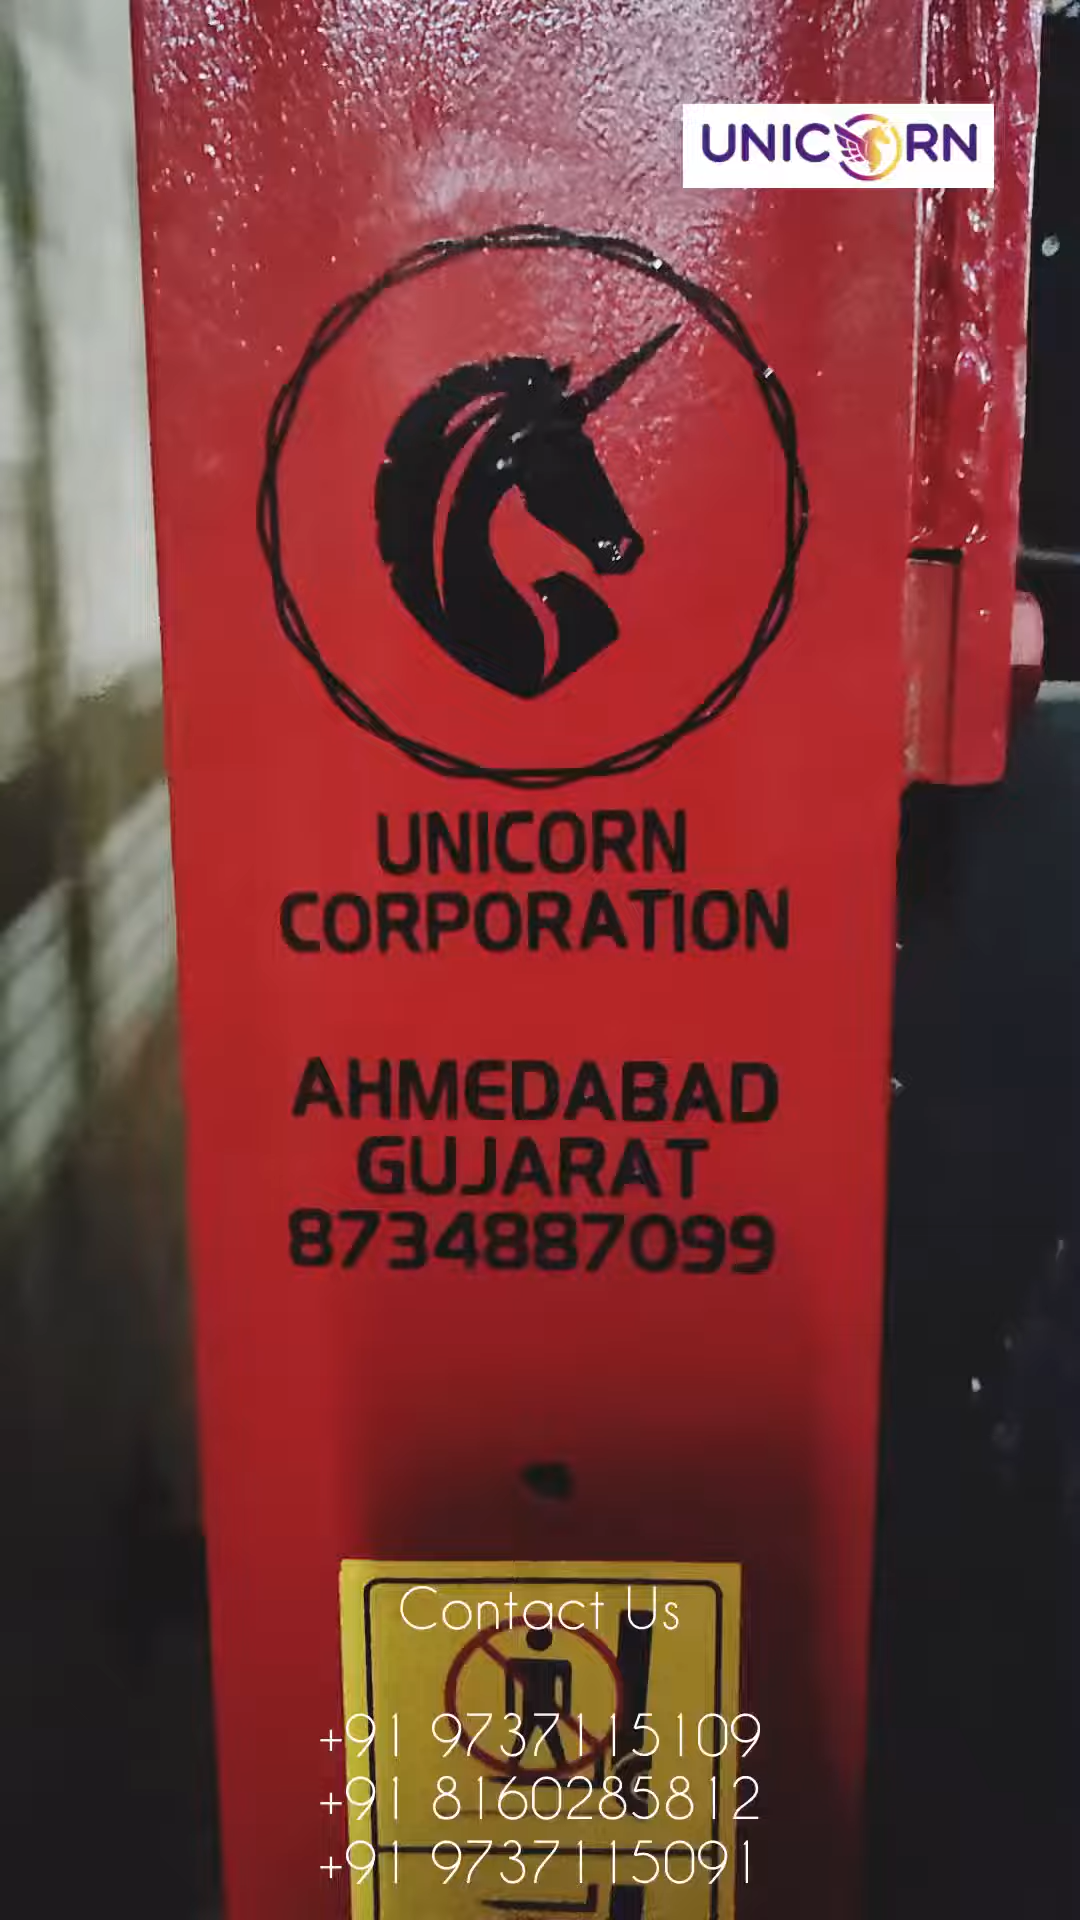 UNICORN
UNICORN
CORPORATION
AHMEDABAD
GUJARAT
8734887099
Contact Us
+91 9737115109
+91 8160285812
+91 9737115091